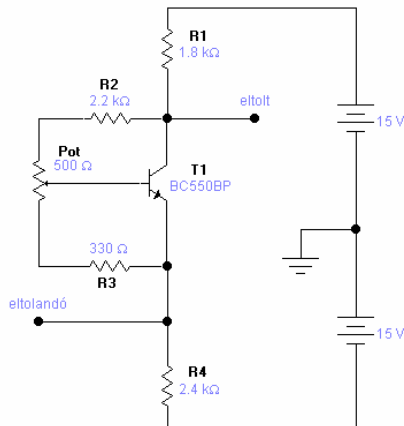 R1
1.8 kΩ
R2
2.2 kΩ
eltolt
15 V
Pot
500 Ω
T1
BC550BP
330 Ω
R3
eltolandó
15 V
R4
2.4 kΩ